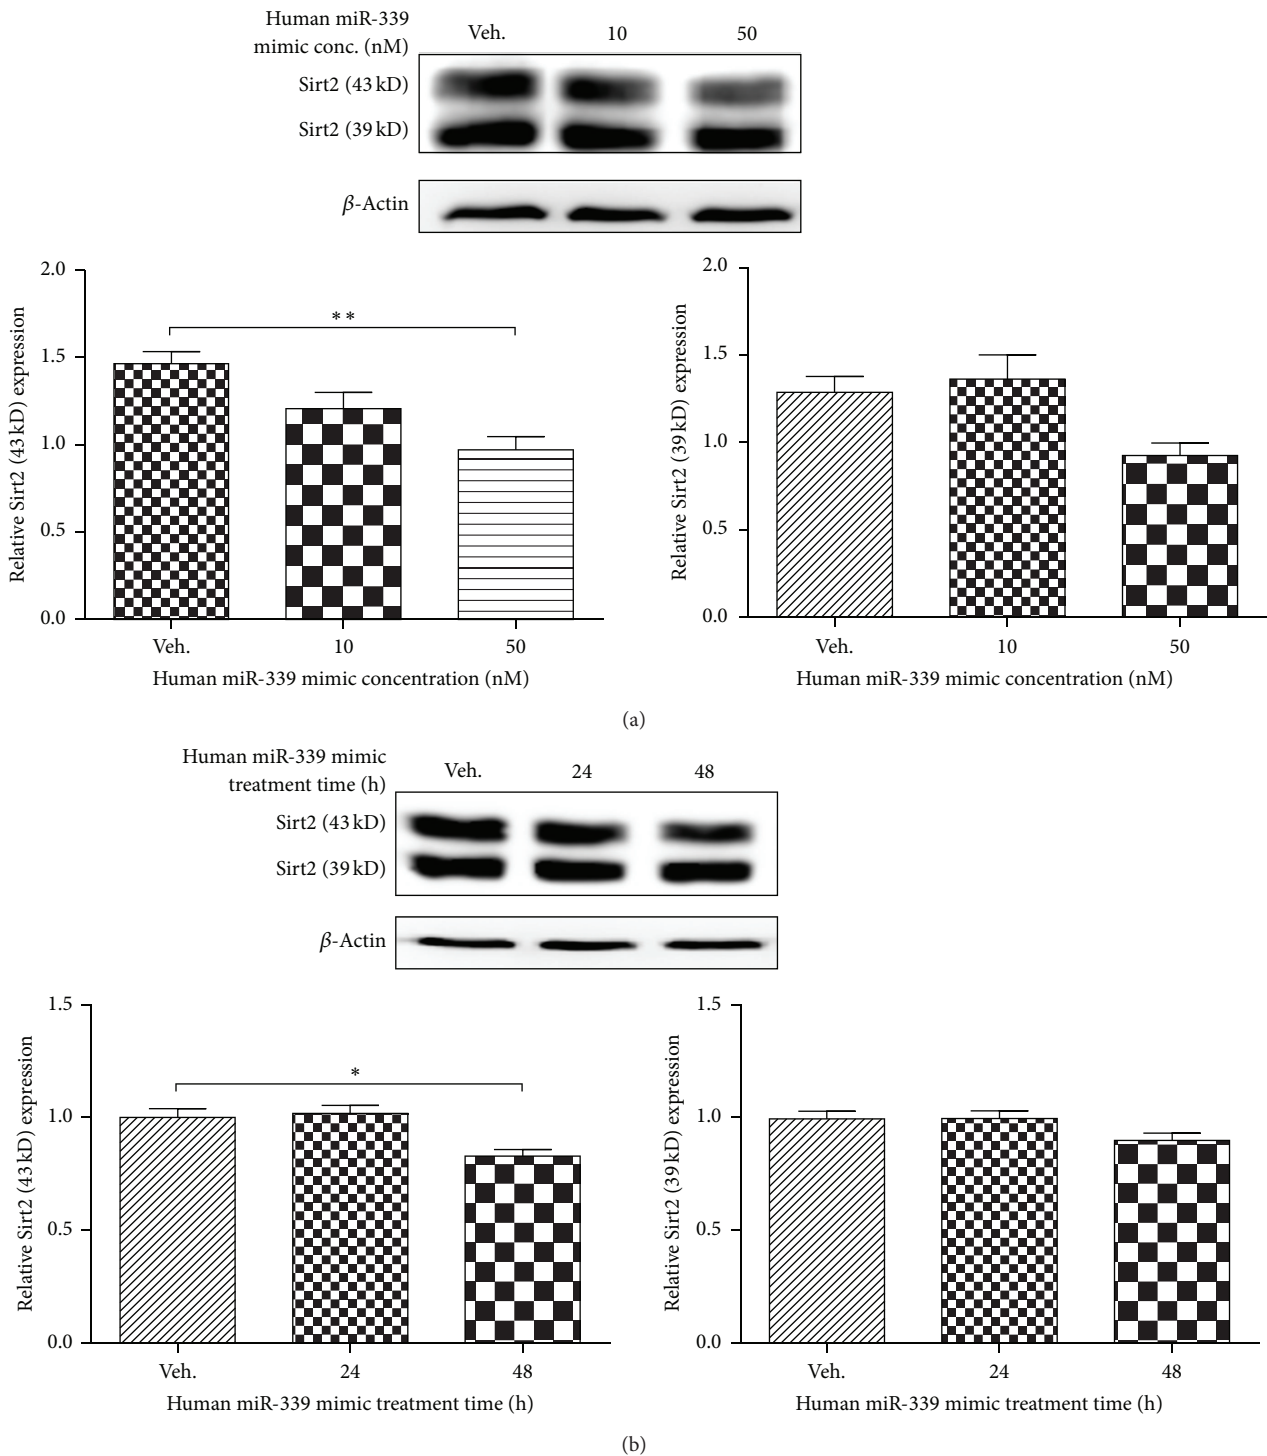 Human miR-339
mimic conc. (nM)
Veh. 10 50
Sirt2 (43 kD)
Sirt2 (39 kD)
β-Actin
Relative Sirt2 (43 kD) expression
2.0
1.5
1.0
0.5
0.0
**
Veh. 10 50
Human miR-339 mimic concentration (nM)
Relative Sirt2 (39 kD) expression
2.0
1.5
1.0
0.5
0.0
Veh. 10 50
Human miR-339 mimic concentration (nM)
(a)
Human miR-339 mimic
treatment time (h)
Veh. 24 48
Sirt2 (43 kD)
Sirt2 (39 kD)
β-Actin
Relative Sirt2 (43 kD) expression
1.5
1.0
0.5
0.0
*
Veh. 24 48
Human miR-339 mimic treatment time (h)
Relative Sirt2 (39 kD) expression
1.5
1.0
0.5
0.0
Veh. 24 48
Human miR-339 mimic treatment time (h)
(b)